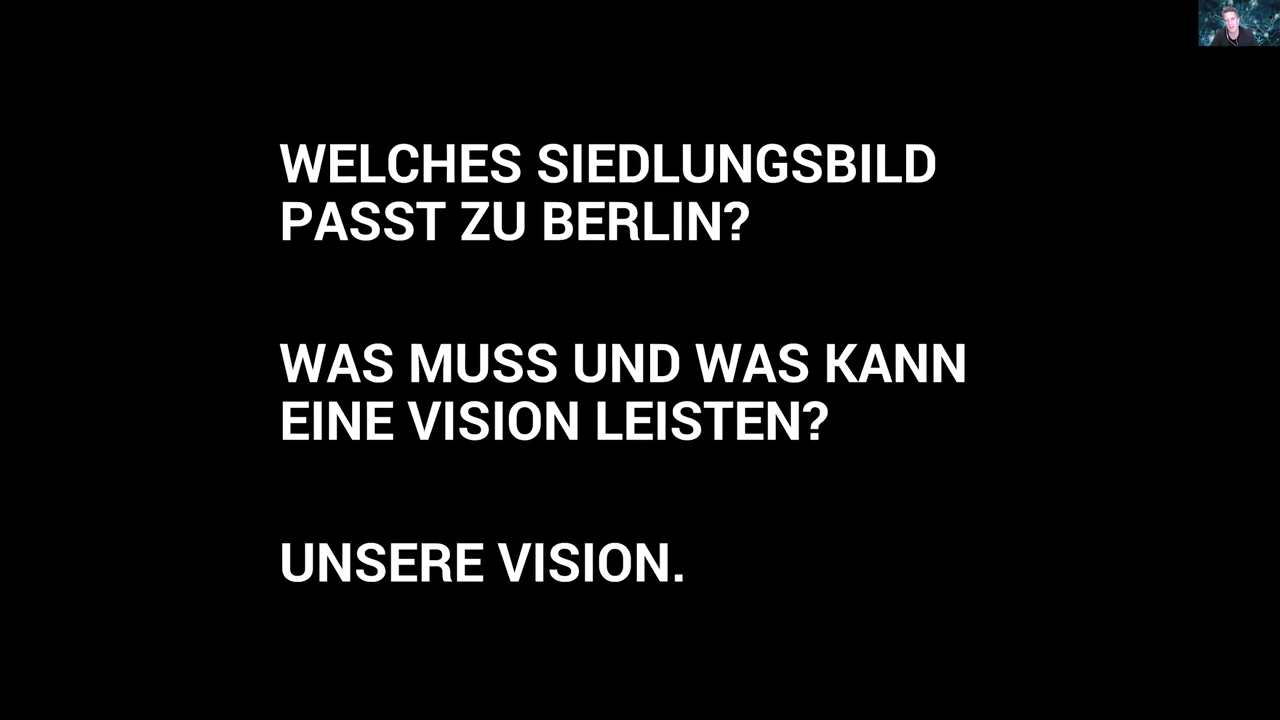 WELCHES SIEDLUNGSBILD
PASST ZU BERLIN?
WAS MUSS UND WAS KANN
EINE VISION LEISTEN?
UNSERE VISION.